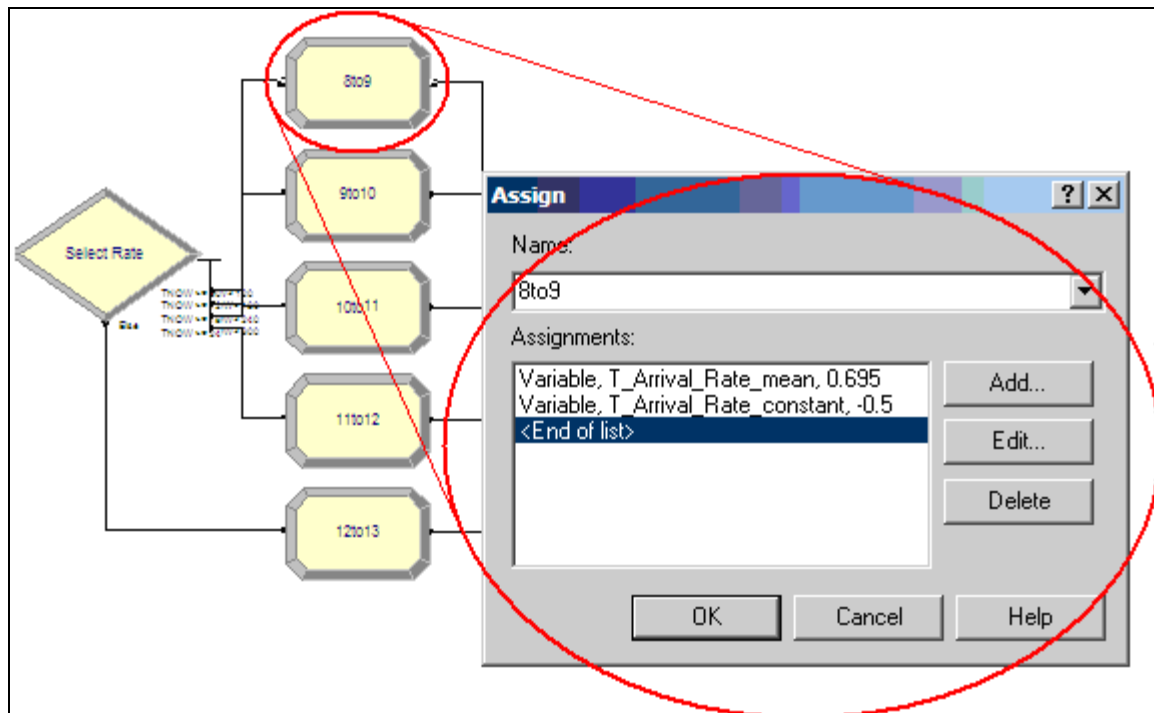 8to9
9to10
Select Rate
10to11
Else
11to12
12to13
Assign
Name:
8to9
Assignments:
Variable, T_Arrival_Rate_mean, 0.695
Variable, T_Arrival_Rate_constant, -0.5
<End of list>
Add...
Edit...
Delete
OK
Cancel
Help